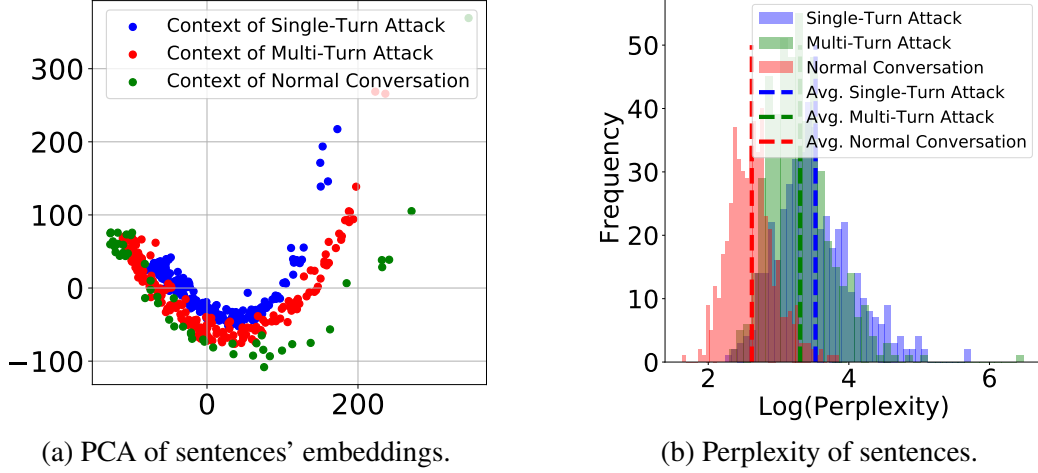 300
200
100
0
−100
0
200
Context of Single-Turn Attack
Context of Multi-Turn Attack
Context of Normal Conversation
(a) PCA of sentences' embeddings.
Frequency
50
40
30
20
10
0
2
4
6
Log(Perplexity)
Single-Turn Attack
Multi-Turn Attack
Normal Conversation
Avg. Single-Turn Attack
Avg. Multi-Turn Attack
Avg. Normal Conversation
(b) Perplexity of sentences.